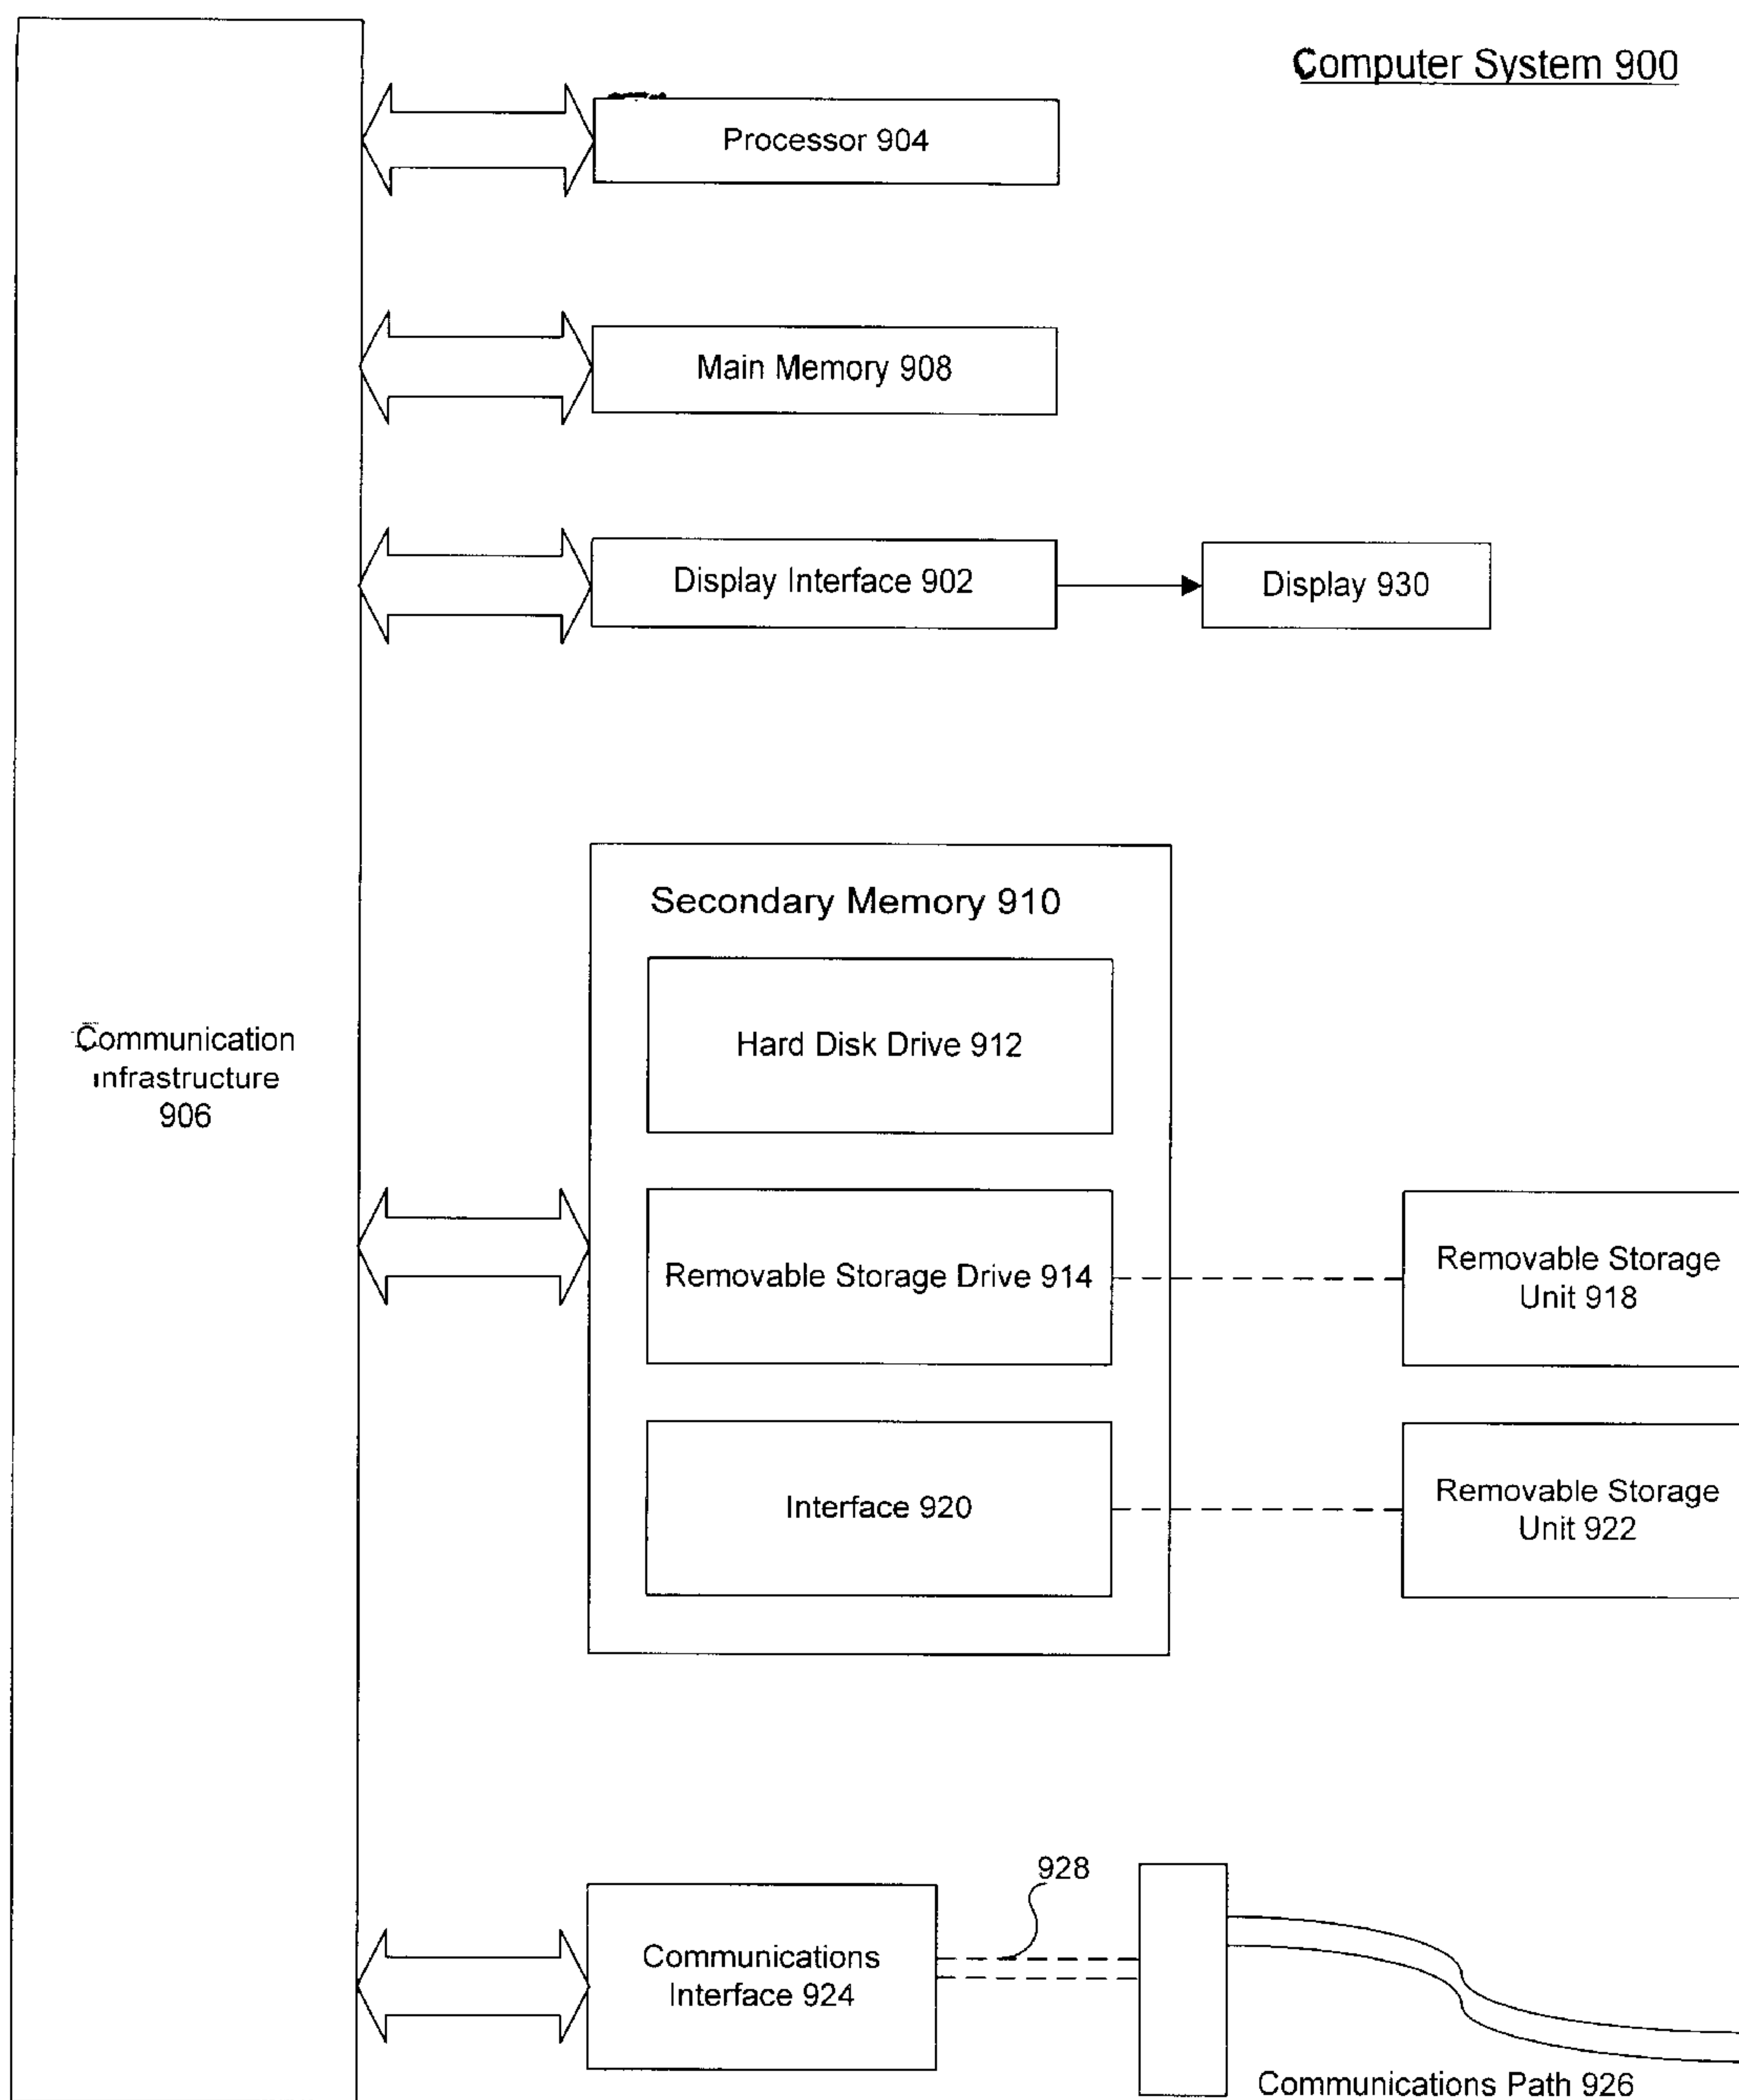 Computer System 900
Processor 904
Main Memory 908
Display Interface 902
Display 930
Secondary Memory 910
Hard Disk Drive 912
Communication
infrastructure
906
Removable Storage Drive 914
Removable Storage
Unit 918
Interface 920
Removable Storage
Unit 922
928
Communications
Interface 924
Communications Path 926